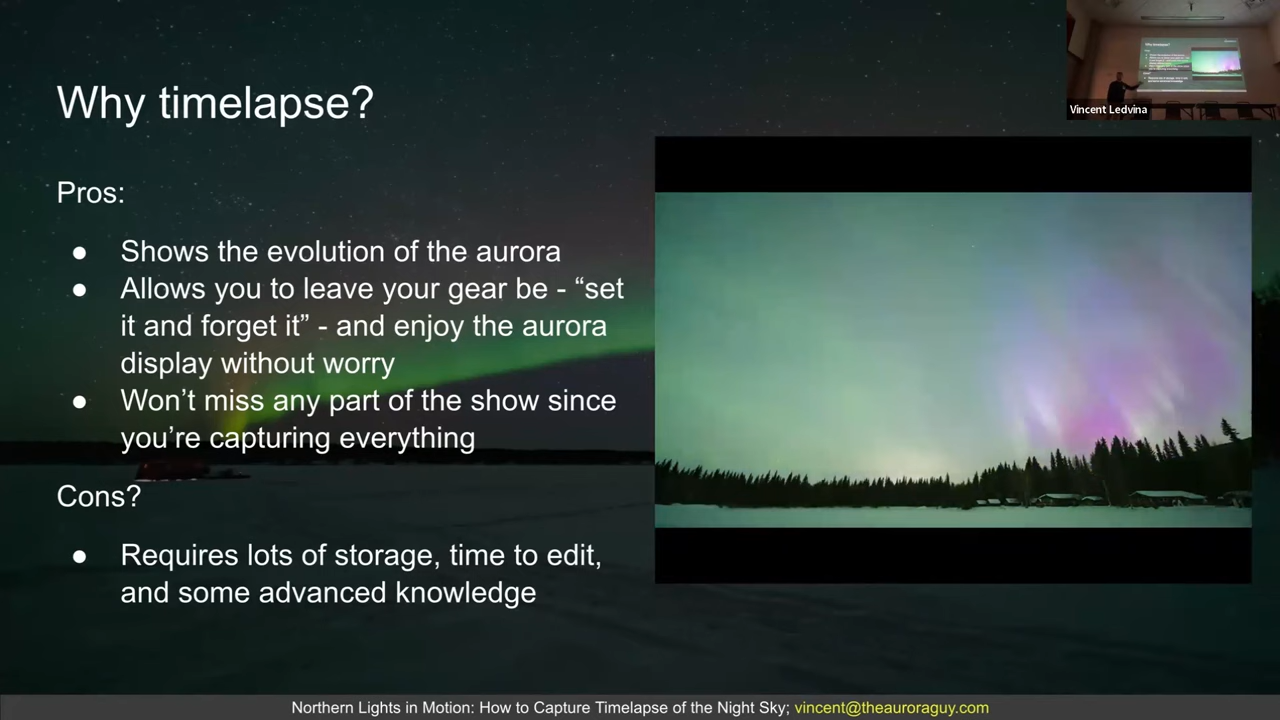 Why timelapse?
Pros:
● Shows the evolution of the aurora
● Allows you to leave your gear be - “set
it and forget it” - and enjoy the aurora
display without worry
● Won’t miss any part of the show since
you’re capturing everything
Cons?
● Requires lots of storage, time to edit,
and some advanced knowledge
Vincent Ledvina
Northern Lights in Motion: How to Capture Timelapse of the Night Sky; vincent@theauroraguy.com